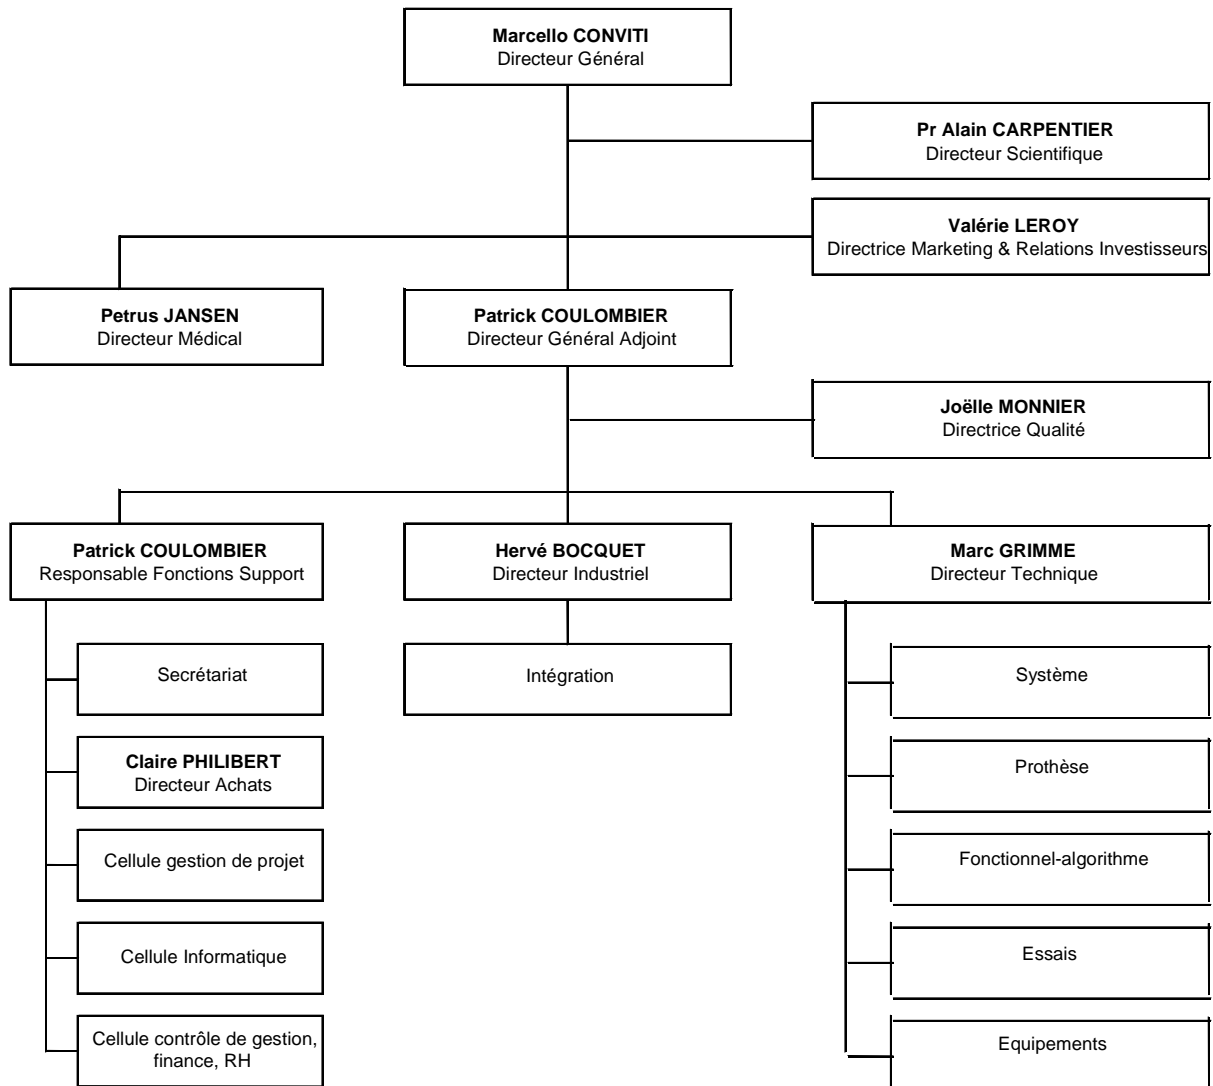 Marcello CONVITI
Directeur Général
Pr Alain CARPENTIER
Directeur Scientifique
Valérie LEROY
Directrice Marketing & Relations Investisseurs
Petrus JANSEN
Directeur Médical
Patrick COULOMBIER
Directeur Général Adjoint
Joëlle MONNIER
Directrice Qualité
Patrick COULOMBIER
Responsable Fonctions Support
Hervé BOCQUET
Directeur Industriel
Marc GRIMME
Directeur Technique
Secrétariat
Claire PHILIBERT
Directeur Achats
Cellule gestion de projet
Cellule Informatique
Cellule contrôle de gestion,
finance, RH
Intégration
Système
Prothèse
Fonctionnel-algorithme
Essais
Equipements